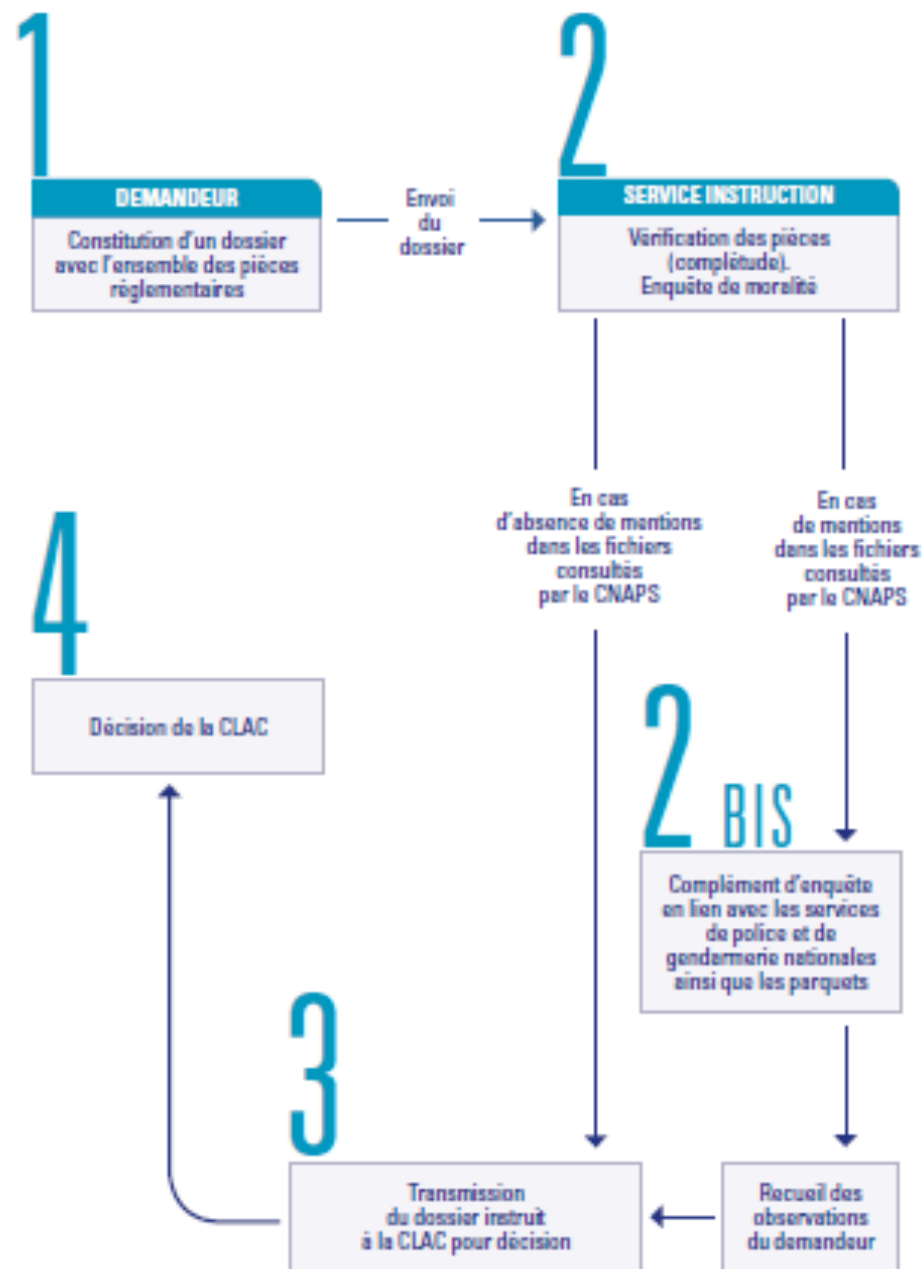 1
DEMANDEUR
Constitution d'un dossier
avec l'ensemble des pièces
règlementaires
Envoi
du
dossier
2
SERVICE INSTRUCTION
Vérification des pièces
(complétude).
Enquête de moralité
En cas
d'absence de mentions
dans les fichiers
consultés
par le CNAPS
En cas
de mentions
dans les fichiers
consultés
par le CNAPS
2 BIS
Complément d'enquête
en lien avec les services
de police et de
gendarmerie nationales
ainsi que les parquets
Recueil des
observations
du demandeur
3
Transmission
du dossier instruit
à la CLAC pour décision
4
Décision de la CLAC